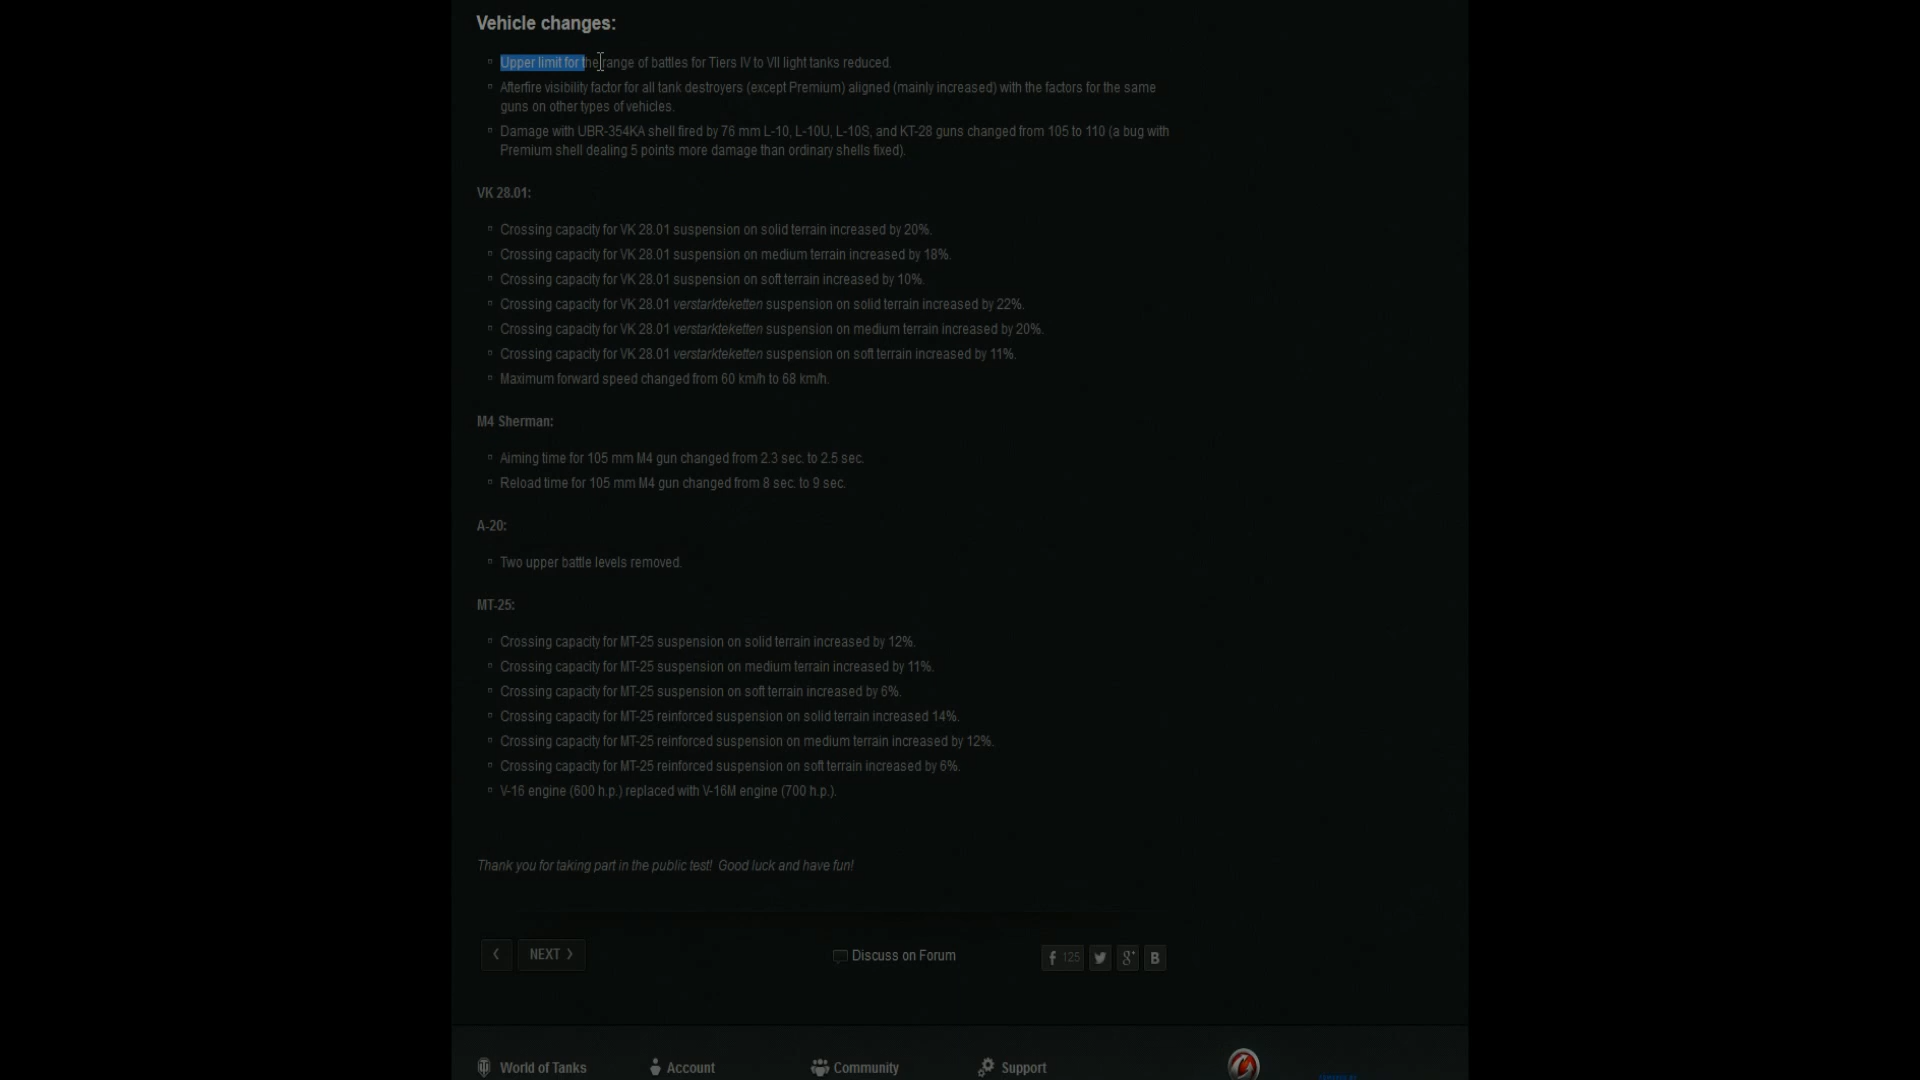 Vehicle changes:
Upper limit for the range of battles for Tiers IV to VII light tanks reduced.
Afterfire visibility factor for all tank destroyers (except Premium) aligned (mainly increased) with the factors for the same
guns on other types of vehicles.
Damage with UBR-354KA shell fired by 76 mm L-10, L-10U, L-10S, and KT-28 guns changed from 105 to 110 (a bug with
Premium shell dealing 5 points more damage than ordinary shells fixed).
VK 28.01:
Crossing capacity for VK 28.01 suspension on solid terrain increased by 20%.
Crossing capacity for VK 28.01 suspension on medium terrain increased by 18%.
Crossing capacity for VK 28.01 suspension on soft terrain increased by 10%.
Crossing capacity for VK 28.01 verstarkteketten suspension on solid terrain increased by 22%.
Crossing capacity for VK 28.01 verstarkteketten suspension on medium terrain increased by 20%.
Crossing capacity for VK 28.01 verstarkteketten suspension on soft terrain increased by 11%.
Maximum forward speed changed from 60 km/h to 68 km/h.
M4 Sherman:
Aiming time for 105 mm M4 gun changed from 2.3 sec. to 2.5 sec.
Reload time for 105 mm M4 gun changed from 8 sec. to 9 sec.
A-20:
Two upper battle levels removed.
MT-25:
Crossing capacity for MT-25 suspension on solid terrain increased by 12%.
Crossing capacity for MT-25 suspension on medium terrain increased by 11%.
Crossing capacity for MT-25 suspension on soft terrain increased by 6%.
Crossing capacity for MT-25 reinforced suspension on solid terrain increased 14%.
Crossing capacity for MT-25 reinforced suspension on medium terrain increased by 12%.
Crossing capacity for MT-25 reinforced suspension on soft terrain increased by 6%.
V-16 engine (600 h.p.) replaced with V-16M engine (700 h.p.).
Thank you for taking part in the public test! Good luck and have fun!
NEXT Discuss on Forum 125
World of Tanks Account Community Support